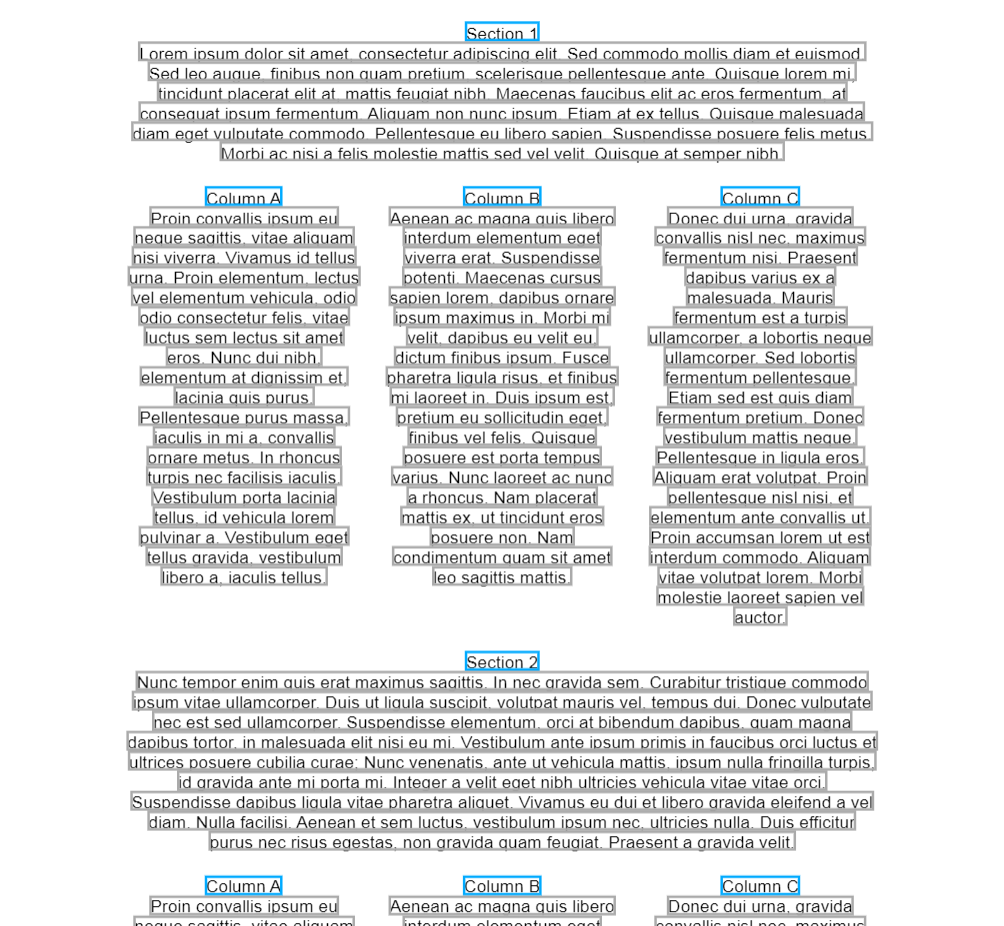 Section 1
Lorem ipsum dolor sit amet, consectetur adipiscing elit. Sed commodo mollis diam et euismod.
Sed leo augue, finibus non quam pretium, scelerisque pellentesque ante. Quisque lorem mi,
tincidunt placerat elit at, mattis feugiat nibh. Maecenas faucibus elit ac eros fermentum, at
consequat ipsum fermentum. Aliquam non nunc ipsum. Etiam at ex tellus. Quisque malesuada
diam eget vulputate commodo. Pellentesque eu libero sapien. Suspendisse posuere felis metus.
Morbi ac nisi a felis molestie mattis sed vel velit. Quisque at semper nibh.
Column A
Proin convallis ipsum eu
neque sagittis, vitae aliquam
nisi viverra. Vivamus id tellus
urna. Proin elementum, lectus
vel elementum vehicula, odio
odio consectetur felis, vitae
luctus sem lectus sit amet
eros. Nunc dui nibh,
elementum at dignissim et,
lacinia quis purus.
Pellentesque purus massa,
iaculis in mi a, convallis
ornare metus. In rhoncus
turpis nec facilisis iaculis.
Vestibulum porta lacinia
tellus, id vehicula lorem
pulvinar a. Vestibulum eget
tellus gravida, vestibulum
libero a, iaculis tellus.
Column B
Aenean ac magna quis libero
interdum elementum eget
viverra erat. Suspendisse
potenti. Maecenas cursus
sapien lorem, dapibus ornare
ipsum maximus in. Morbi mi
velit, dapibus eu velit eu,
dictum finibus ipsum. Fusce
pharetra ligula risus, et finibus
mi laoreet in. Duis ipsum est,
pretium eu sollicitudin eget,
finibus vel felis. Quisque
posuere est porta tempus
varius. Nunc laoreet ac nunc
a rhoncus. Nam placerat
mattis ex, ut tincidunt eros
posuere non. Nam
condimentum quam sit amet
leo sagittis mattis.
Column C
Donec dui urna, gravida
convallis nisl nec, maximus
fermentum nisi. Praesent
dapibus varius ex a
malesuada. Mauris
fermentum est a turpis
ullamcorper, a lobortis neque
ullamcorper. Sed lobortis
fermentum pellentesque.
Etiam sed est quis diam
fermentum pretium. Donec
vestibulum mattis neque.
Pellentesque in ligula eros.
Aliquam erat volutpat. Proin
pellentesque nisl nisi, et
elementum ante convallis ut.
Proin accumsan lorem ut est
interdum commodo. Aliquam
vitae volutpat lorem. Morbi
molestie laoreet sapien vel
auctor.
Section 2
Nunc tempor enim quis erat maximus sagittis. In nec gravida sem. Curabitur tristique commodo
ipsum vitae ullamcorper. Duis ut ligula suscipit, volutpat mauris vel, tempus dui. Donec vulputate
nec est sed ullamcorper. Suspendisse elementum, orci at bibendum dapibus, quam magna
dapibus tortor, in malesuada elit nisi eu mi. Vestibulum ante ipsum primis in faucibus orci luctus et
ultrices posuere cubilia curae; Nunc venenatis, ante ut vehicula mattis, ipsum nulla fringilla turpis,
id gravida ante mi porta mi. Integer a velit eget nibh ultricies vehicula vitae vitae orci.
Suspendisse dapibus ligula vitae pharetra aliquet. Vivamus eu dui et libero gravida eleifend a vel
diam. Nulla facilisi. Aenean et sem luctus, vestibulum ipsum nec, ultricies nulla. Duis efficitur
purus nec risus egestas, non gravida quam feugiat. Praesent a gravida velit.
Column A
Proin convallis ipsum eu
neque sagittis, vitae aliquam
Column B
Aenean ac magna quis libero
interdum elementum eget
Column C
Donec dui urna, gravida
convallis nisl nec, maximus